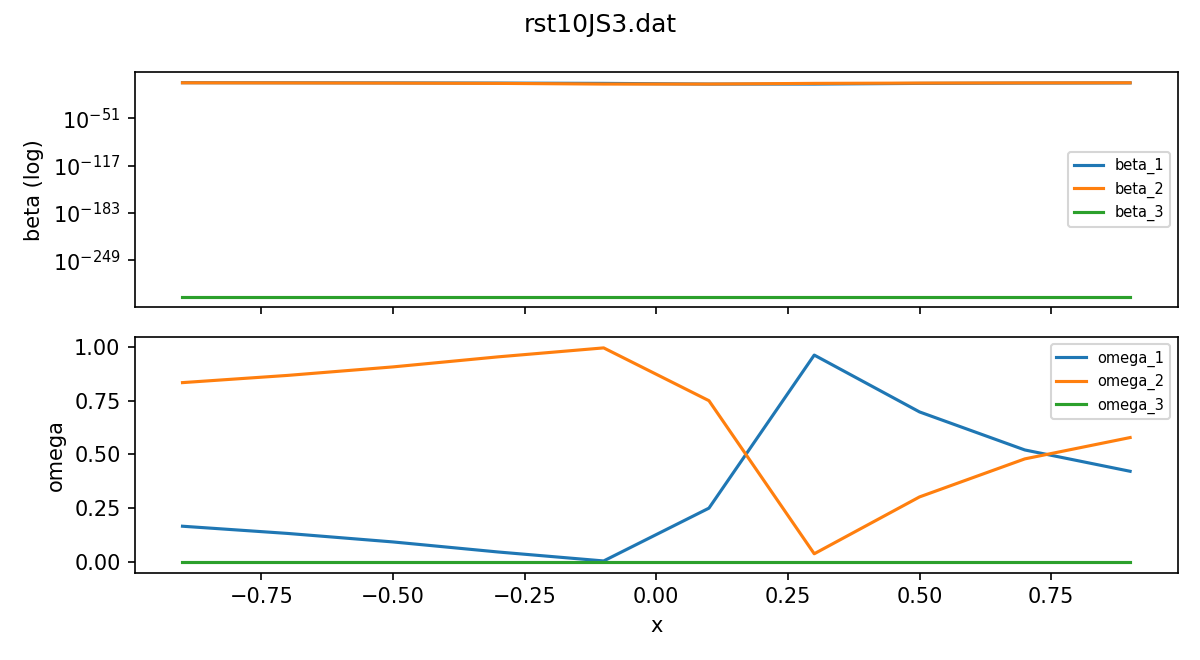 rst10JS3.dat
beta (log)
10⁻⁵¹
10⁻¹¹⁷
10⁻¹⁸³
10⁻²⁴⁹
beta_1
beta_2
beta_3
omega
1.00
0.75
0.50
0.25
0.00
omega_1
omega_2
omega_3
−0.75 −0.50 −0.25 0.00 0.25 0.50 0.75
x